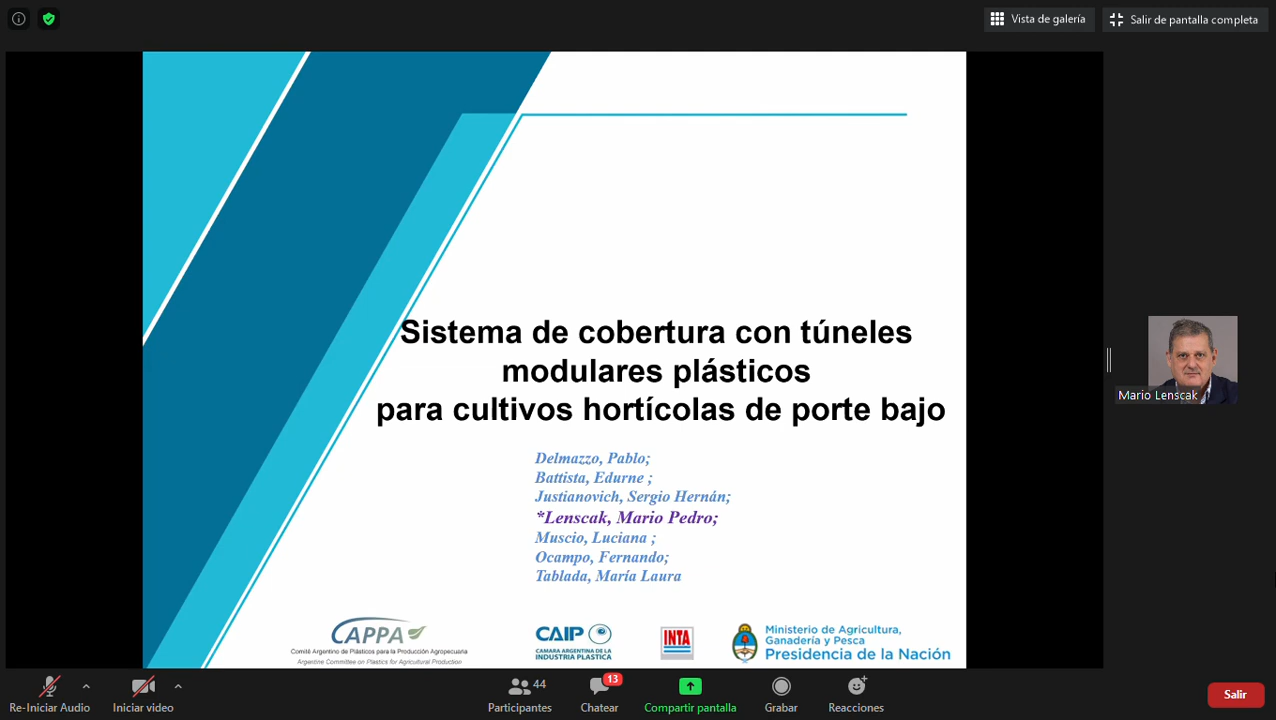 Vista de galería
Salir de pantalla completa
Sistema de cobertura con túneles
modulares plásticos
para cultivos hortícolas de porte bajo
Delmazzo, Pablo;
Battista, Edurne ;
Justianovich, Sergio Hernán;
*Lenscak, Mario Pedro;
Muscio, Luciana ;
Ocampo, Fernando;
Tablada, María Laura
Mario Lenscak
CAPPA
Comité Argentino de Plásticos para la Producción Agropecuaria
Argentine Committee on Plastics for Agricultural Production
CAIP
CAMARA ARGENTINA DE LA
INDUSTRIA PLASTICA
INTA
Ministerio de Agricultura,
Ganadería y Pesca
Presidencia de la Nación
Re-Iniciar Audio
Iniciar video
44
Participantes
13
Chatear
Compartir pantalla
Grabar
Reacciones
Salir